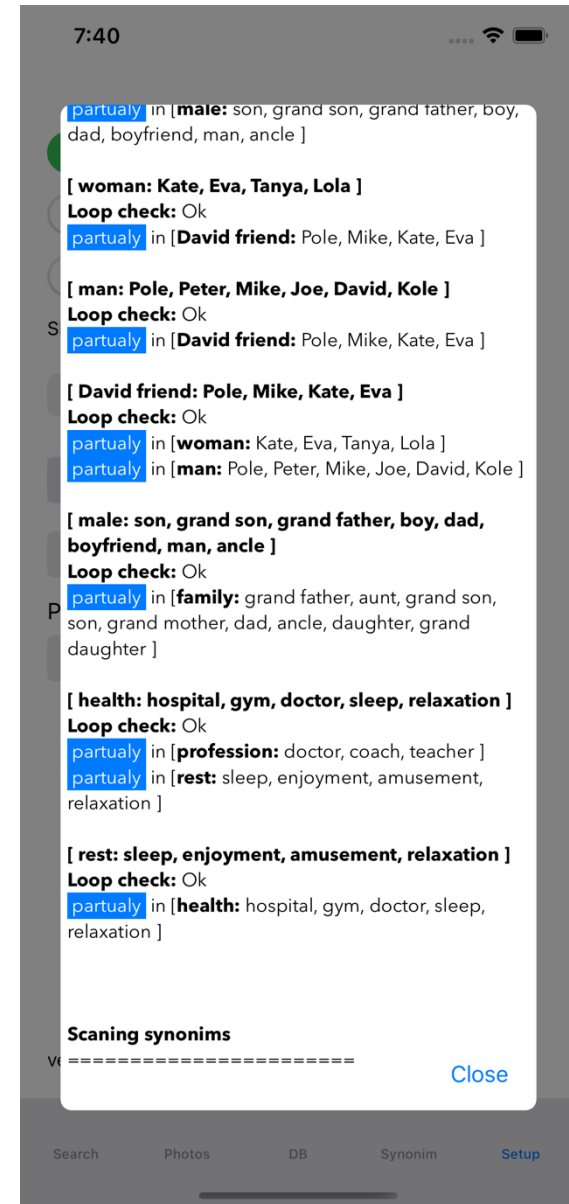 7:40
partualy in [male: son, grand son, grand father, boy,
dad, boyfriend, man, ancle ]
[ woman: Kate, Eva, Tanya, Lola ]
Loop check: Ok
partualy in [David friend: Pole, Mike, Kate, Eva ]
[ man: Pole, Peter, Mike, Joe, David, Kole ]
Loop check: Ok
partualy in [David friend: Pole, Mike, Kate, Eva ]
[ David friend: Pole, Mike, Kate, Eva ]
Loop check: Ok
partualy in [woman: Kate, Eva, Tanya, Lola ]
partualy in [man: Pole, Peter, Mike, Joe, David, Kole ]
[ male: son, grand son, grand father, boy, dad,
boyfriend, man, ancle ]
Loop check: Ok
partualy in [family: grand father, aunt, grand son,
son, grand mother, dad, ancle, daughter, grand
daughter ]
[ health: hospital, gym, doctor, sleep, relaxation ]
Loop check: Ok
partualy in [profession: doctor, coach, teacher ]
partualy in [rest: sleep, enjoyment, amusement,
relaxation ]
[ rest: sleep, enjoyment, amusement, relaxation ]
Loop check: Ok
partualy in [health: hospital, gym, doctor, sleep,
relaxation ]
Scaning synonims
=======================
Close
Search Photos DB Synonim Setup